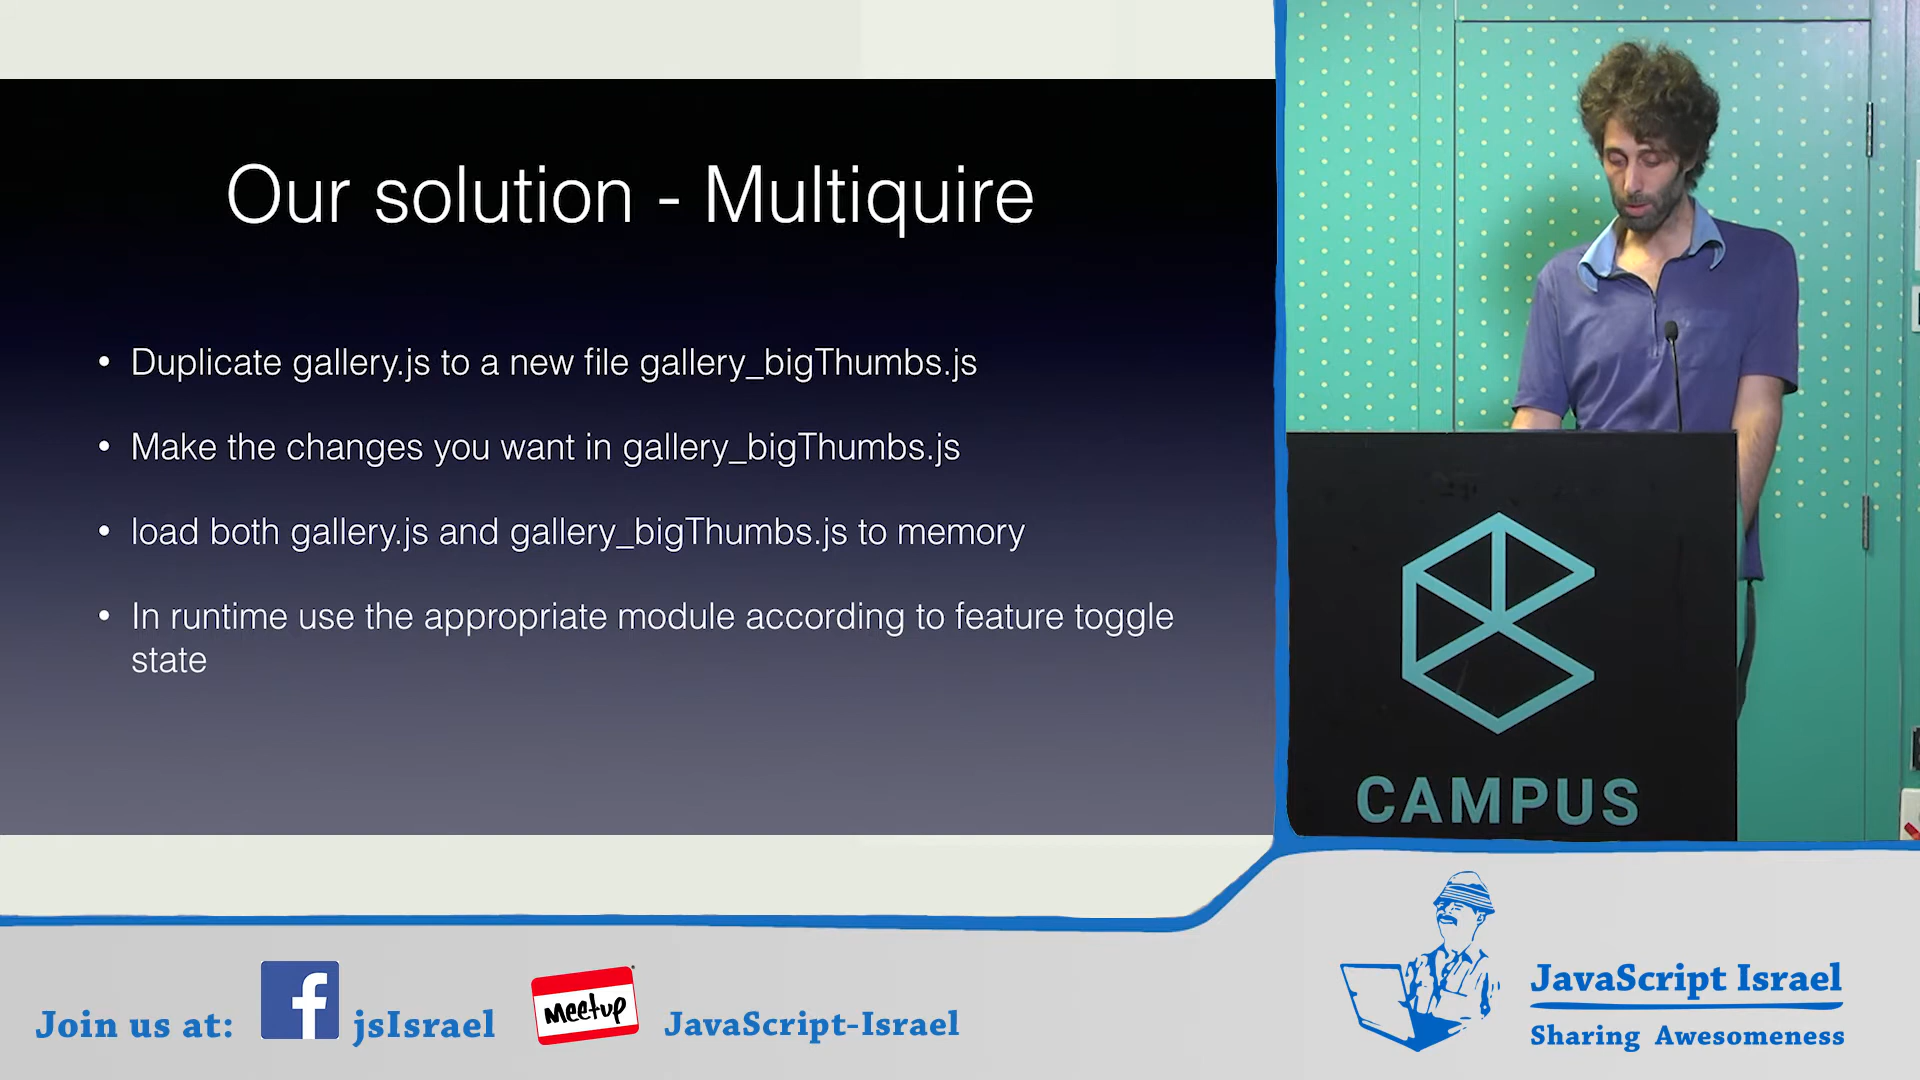 Our solution - Multiquire
• Duplicate gallery.js to a new file gallery_bigThumbs.js
• Make the changes you want in gallery_bigThumbs.js
• load both gallery.js and gallery_bigThumbs.js to memory
• In runtime use the appropriate module according to feature toggle
state
CAMPUS
Join us at:
f
jsIsrael
Meetup
JavaScript-Israel
JavaScript Israel
Sharing Awesomeness